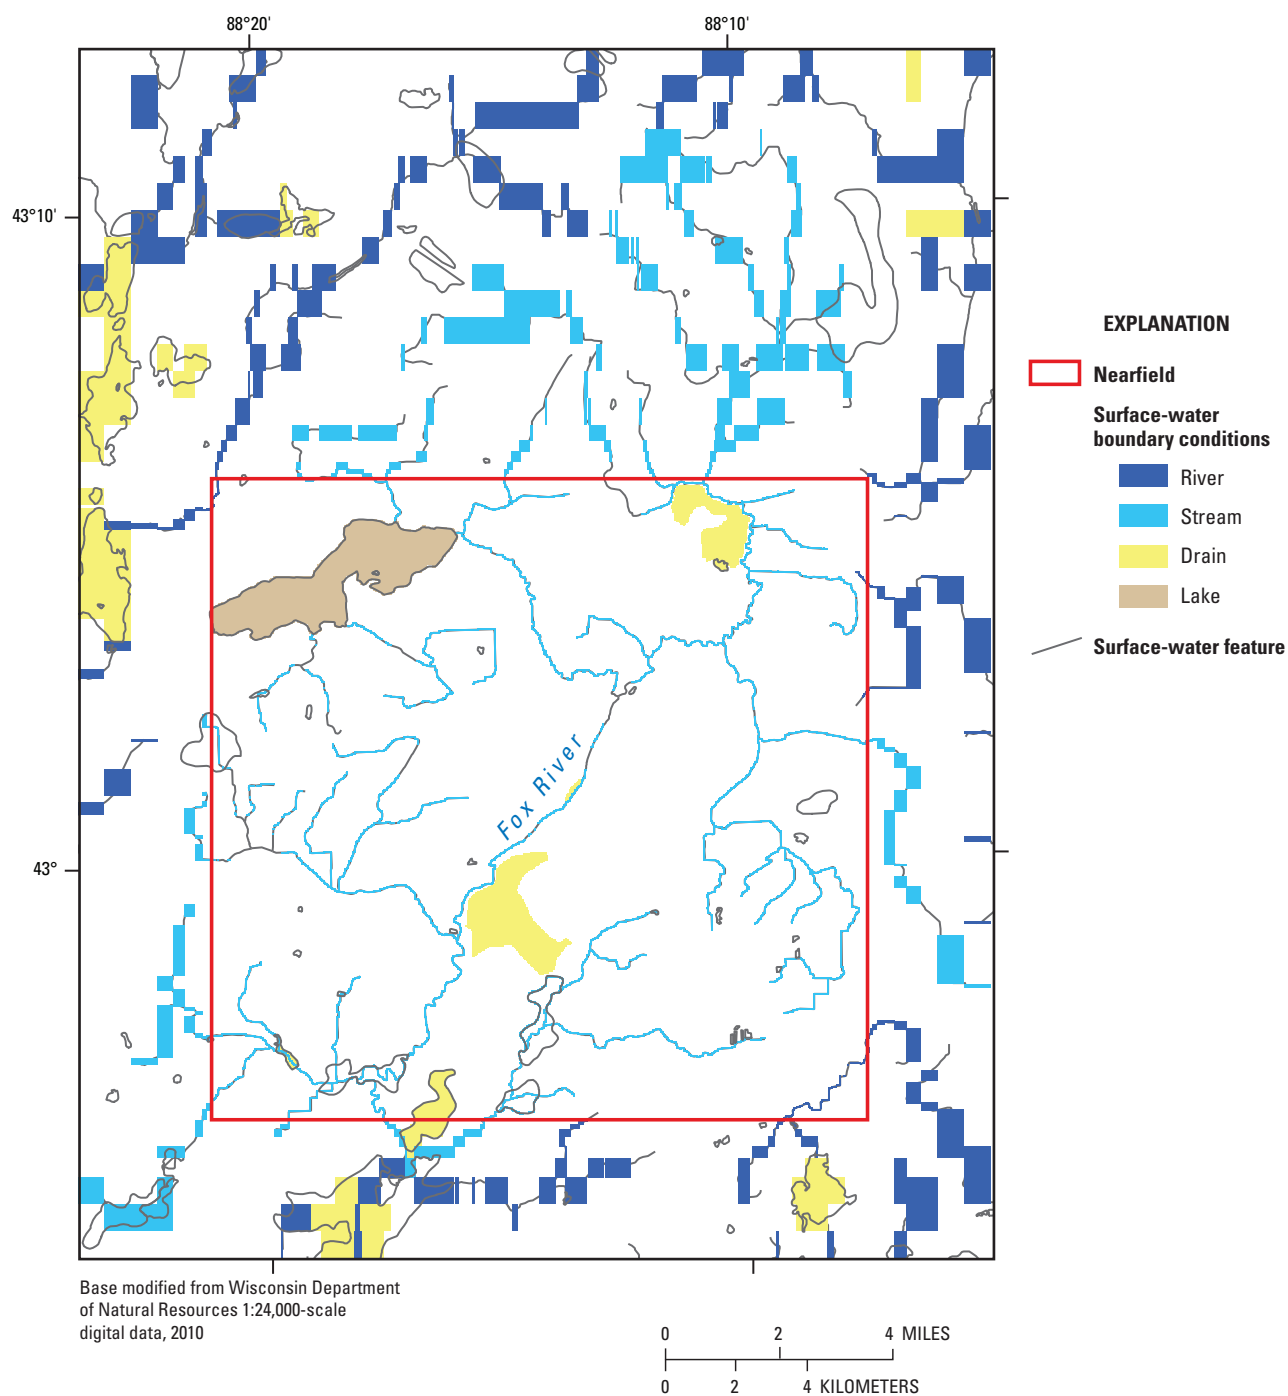 88°20'
88°10'
43°10'
43°
Fox River
EXPLANATION
Nearfield
Surface-water
boundary conditions
River
Stream
Drain
Lake
Surface-water feature
Base modified from Wisconsin Department
of Natural Resources 1:24,000-scale
digital data, 2010
0 2 4 MILES
0 2 4 KILOMETERS